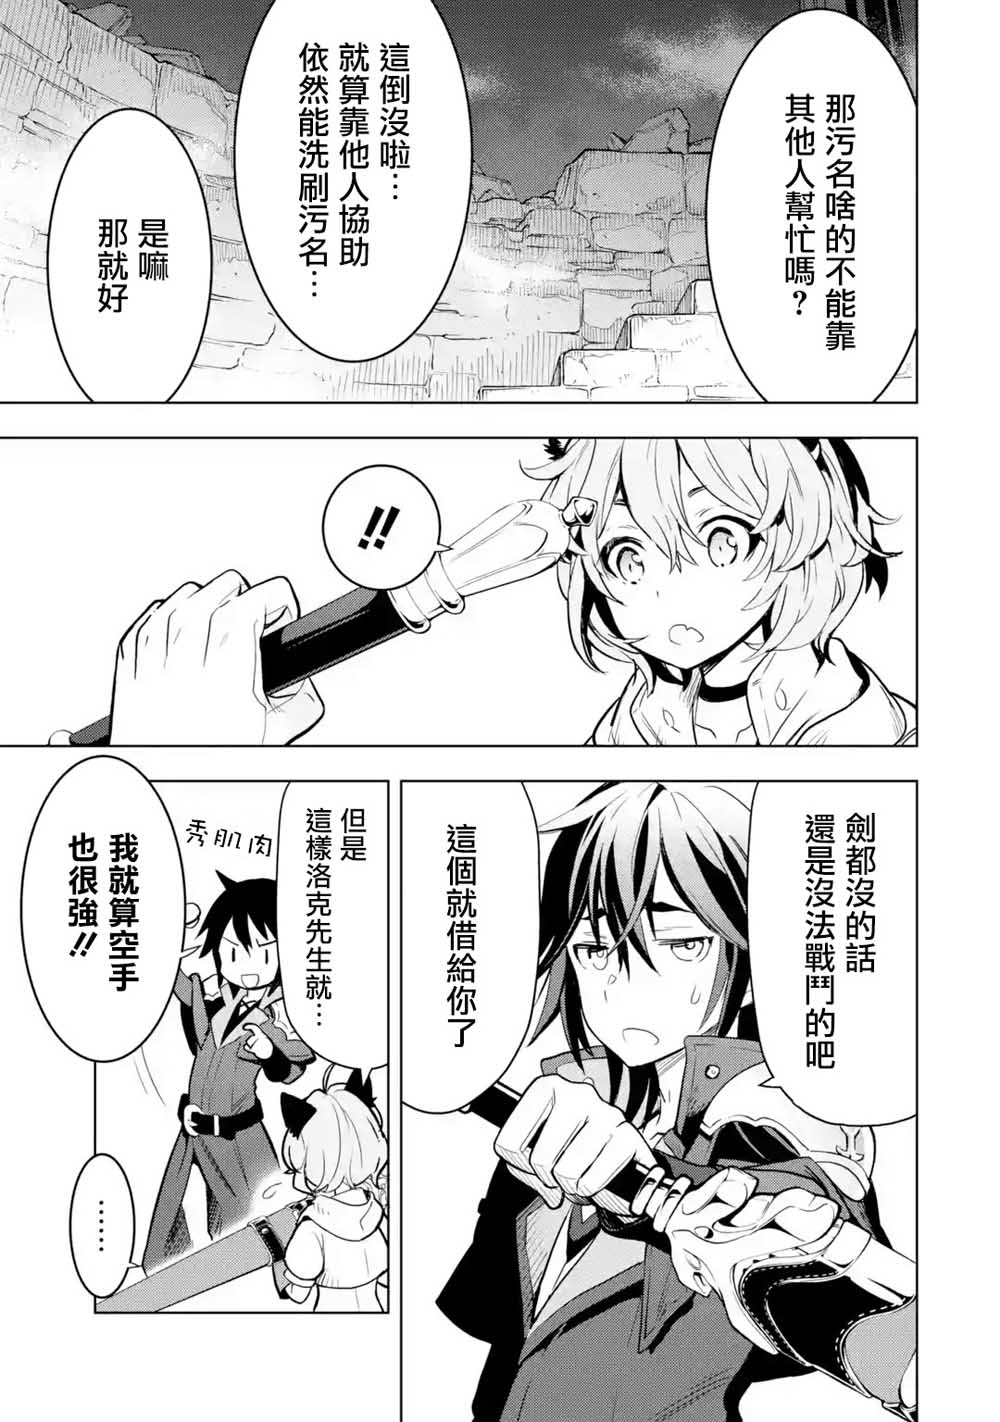 那污名啥的不能靠
其他人幫忙嗎？
這倒沒啦…
就算靠他人協助
依然能洗刷污名…
是嘛
那就好
!!
劍都沒的話
還是沒法戰鬥的吧
這個就借給你了
但是
這樣洛克先生就…
秀肌肉
我就算空手
也很強!!
……